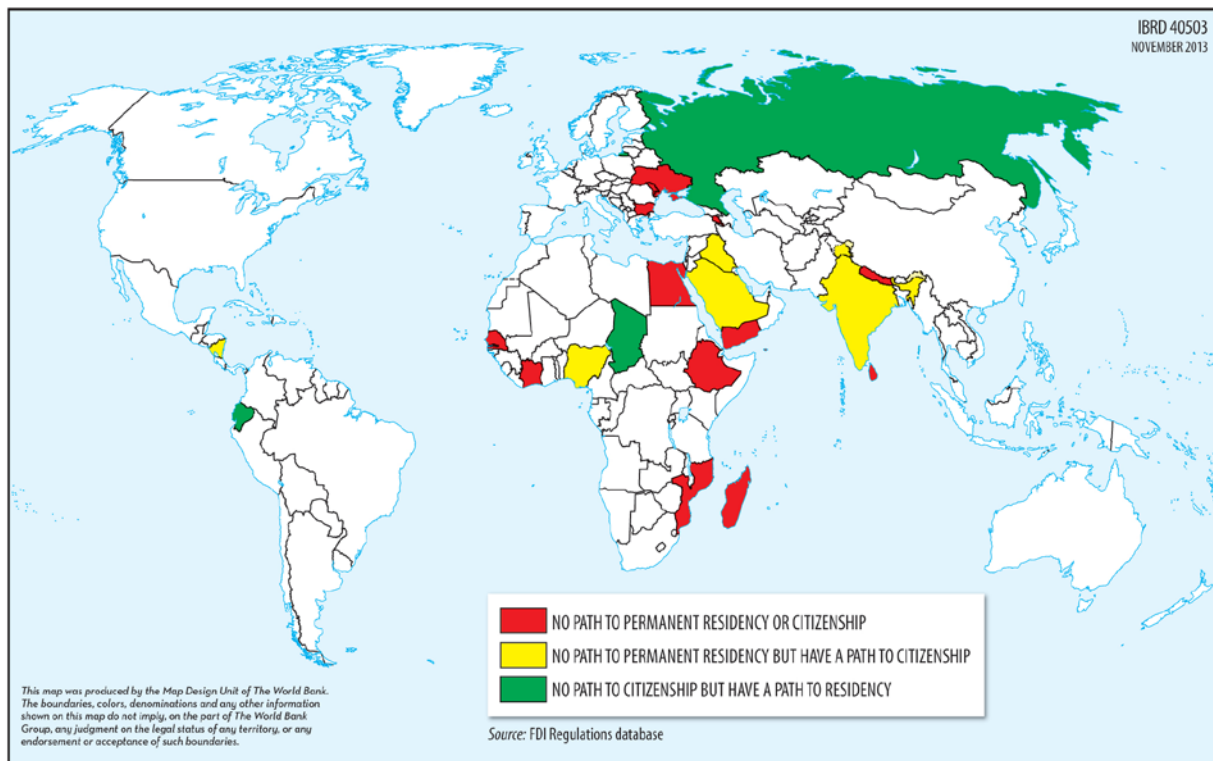 IBRD 40503
NOVEMBER 2013
NO PATH TO PERMANENT RESIDENCY OR CITIZENSHIP
NO PATH TO PERMANENT RESIDENCY BUT HAVE A PATH TO CITIZENSHIP
NO PATH TO CITIZENSHIP BUT HAVE A PATH TO RESIDENCY
This map was produced by the Map Design Unit of The World Bank.
The boundaries, colors, denominations and any other information
shown on this map do not imply, on the part of The World Bank
Group, any judgment on the legal status of any territory, or any
endorsement or acceptance of such boundaries.
Source: FDI Regulations database